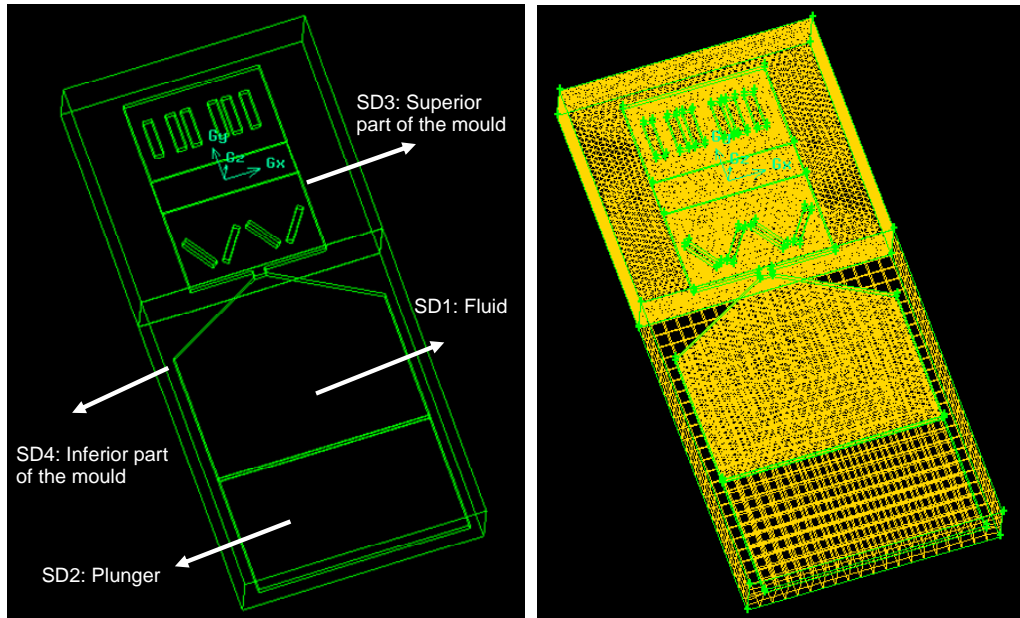 SD3: Superior
part of the mould
Gy
Gz
Gx
SD1: Fluid
SD4: Inferior part
of the mould
SD2: Plunger
Gx